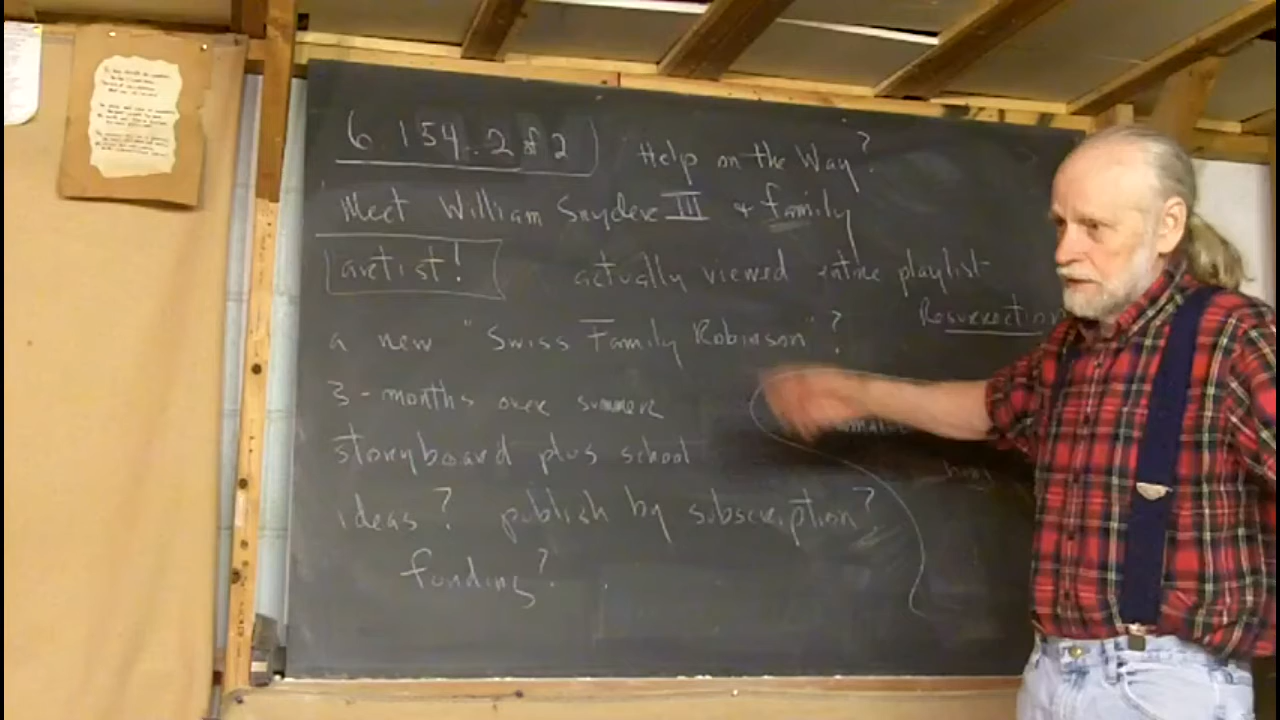 6.154.. 2 of 2
Help on the Way?
Meet William Snyder III + family
artist!
actually viewed entire playlist-
Resurrection
a new "Swiss Family Robinson"?
3-months over summer
storyboard plus school
ideas? publish by subscription?
funding?